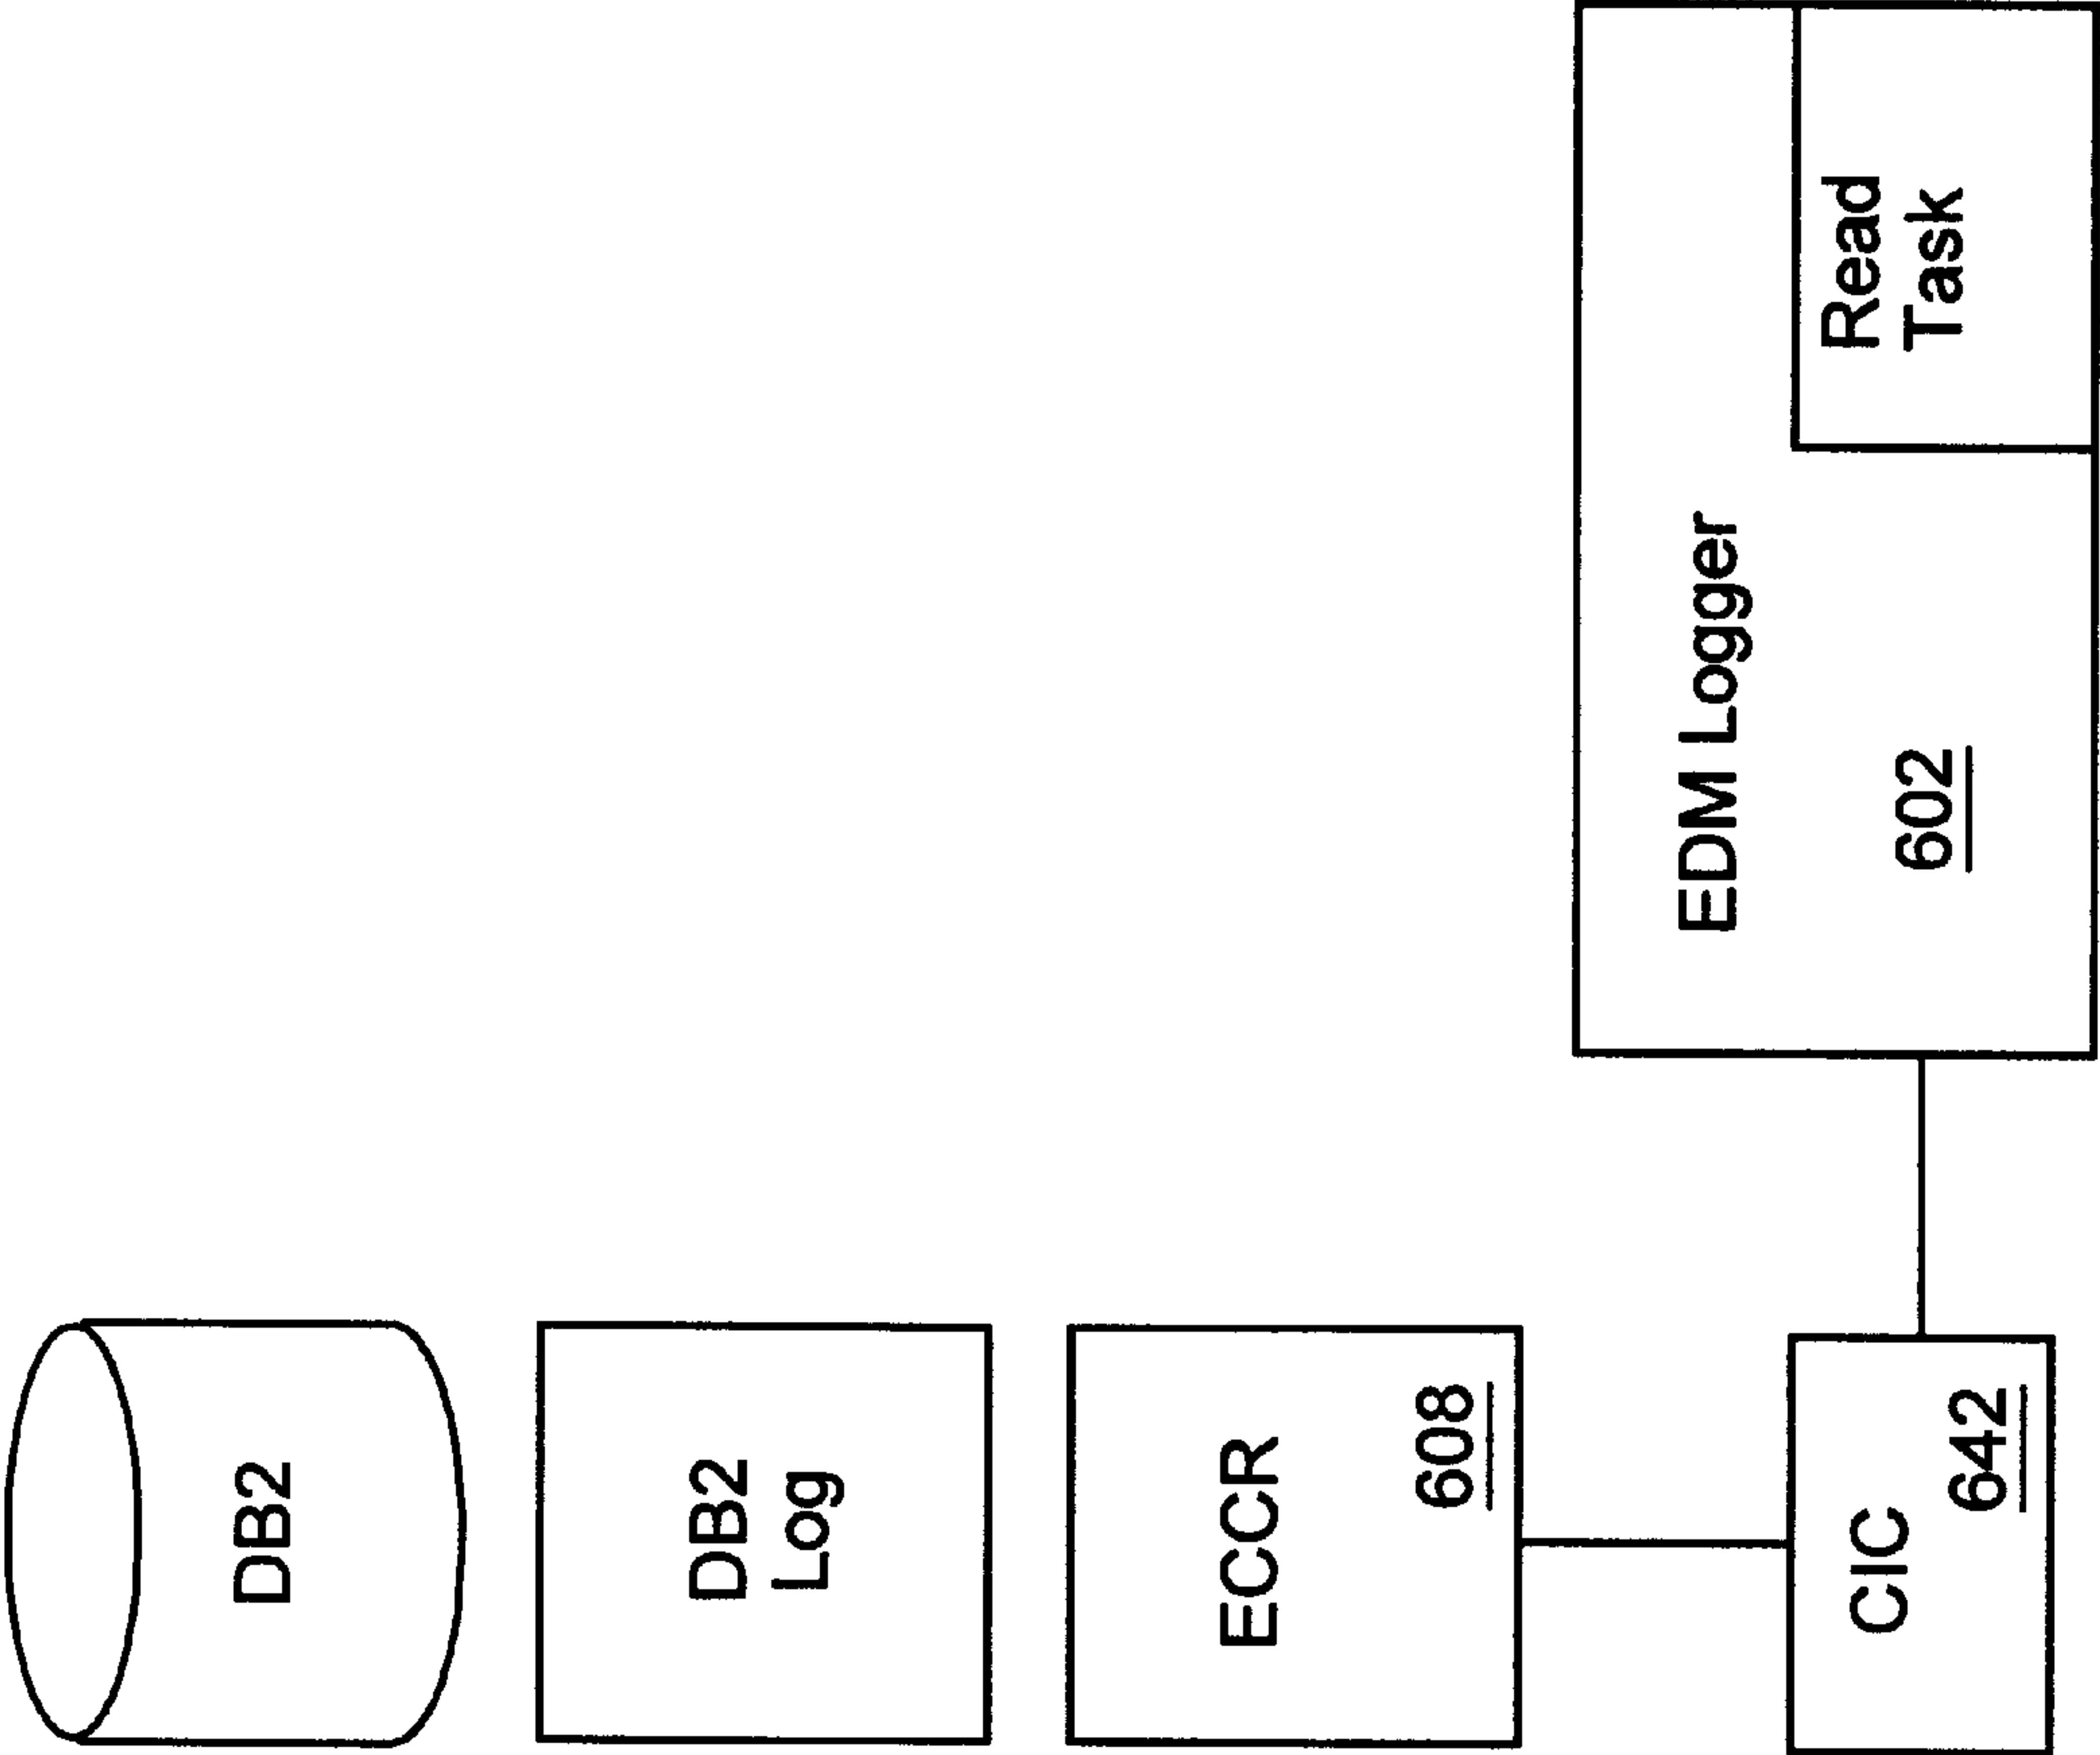 DB2
DB2
Log
ECCR
608
CIC
642
EDM Logger
602
Read
Task